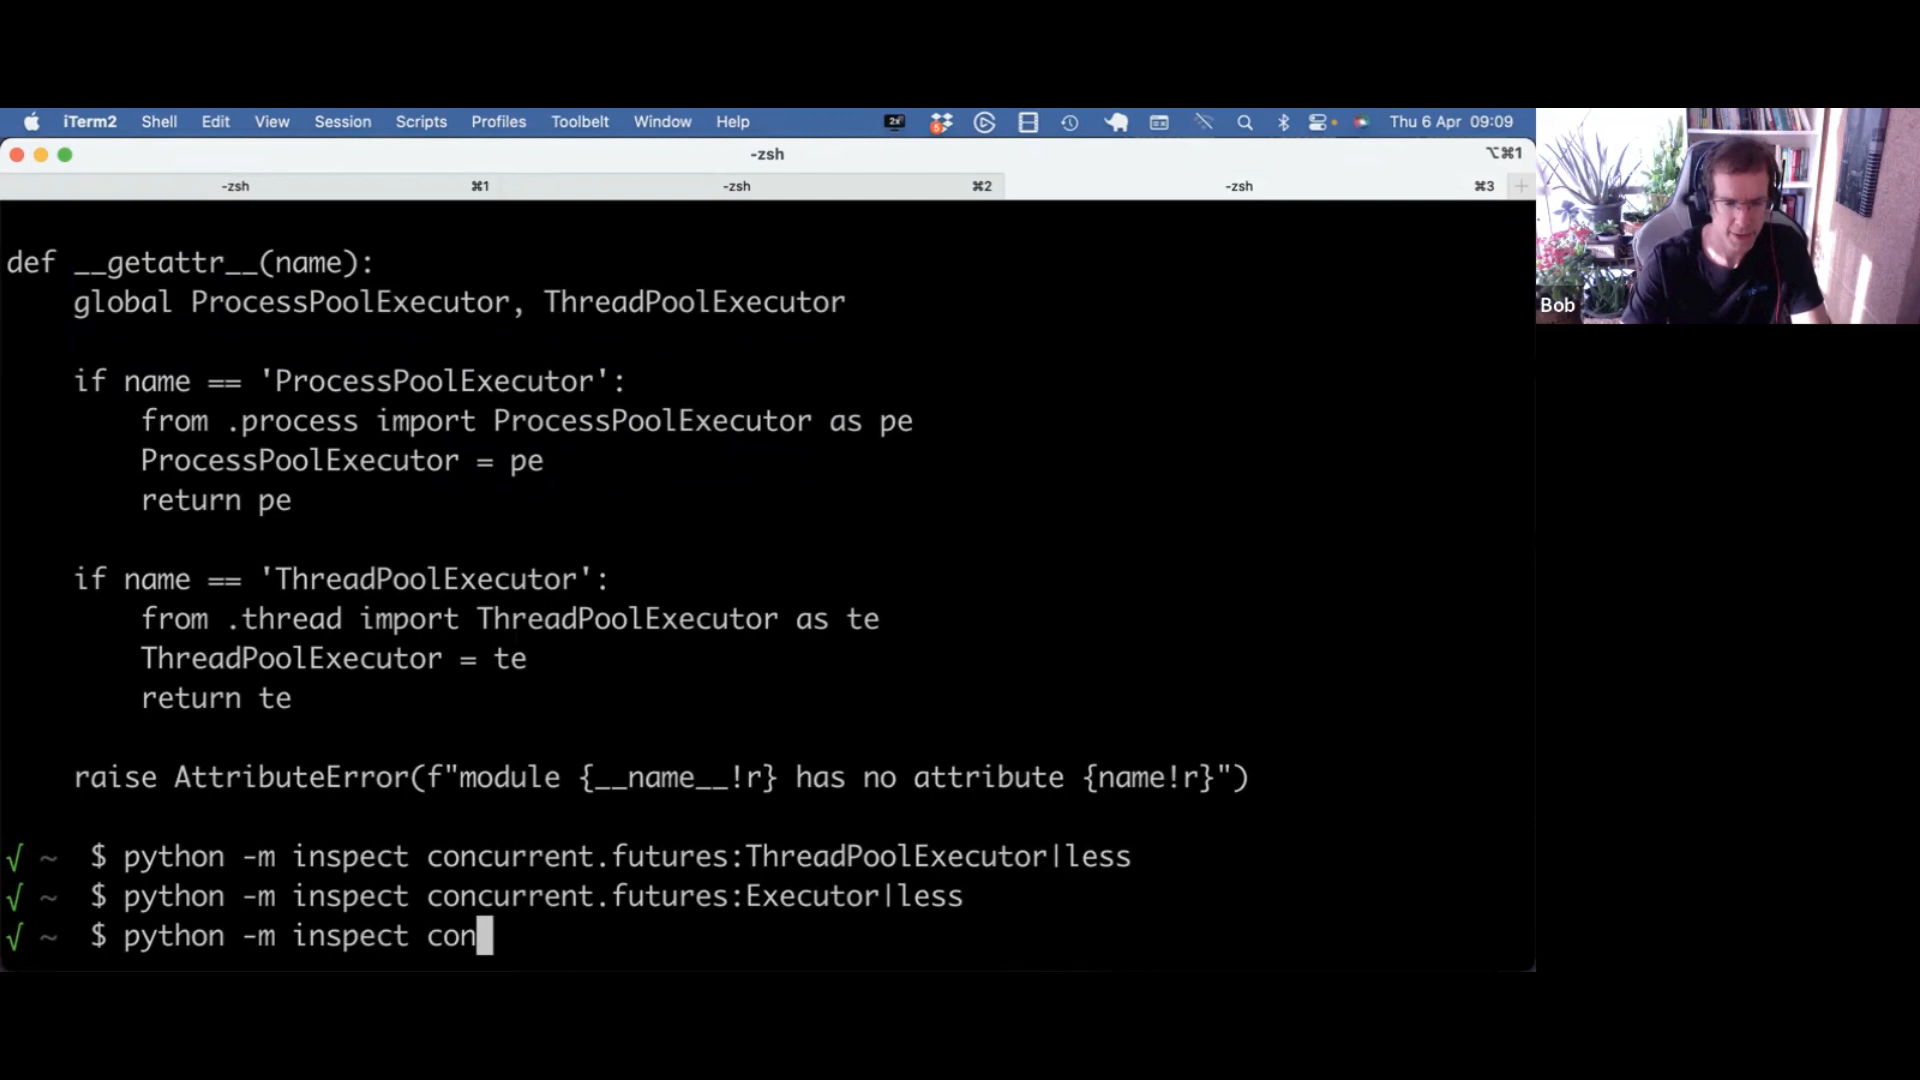 iTerm2 Shell Edit View Session Scripts Profiles Toolbelt Window Help 2x 5 Thu 6 Apr 09:09
-zsh ⌥⌘1
-zsh ⌘1 -zsh ⌘2 -zsh ⌘3 +
def __getattr__(name):
    global ProcessPoolExecutor, ThreadPoolExecutor
    if name == 'ProcessPoolExecutor':
        from .process import ProcessPoolExecutor as pe
        ProcessPoolExecutor = pe
        return pe
    if name == 'ThreadPoolExecutor':
        from .thread import ThreadPoolExecutor as te
        ThreadPoolExecutor = te
        return te
    raise AttributeError(f"module {__name__!r} has no attribute {name!r}")
√ ~ $ python -m inspect concurrent.futures:ThreadPoolExecutor|less
√ ~ $ python -m inspect concurrent.futures:Executor|less
√ ~ $ python -m inspect con
Bob